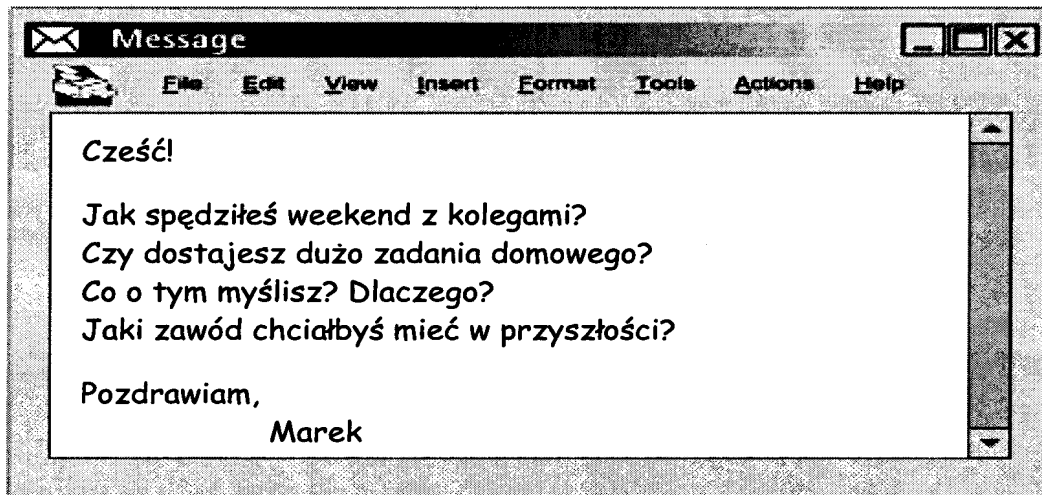 Message
File Edit View Insert Format Tools Actions Help
Cześć!
Jak spędziłeś weekend z kolegami?
Czy dostajesz dużo zadania domowego?
Co o tym myślisz? Dlaczego?
Jaki zawód chciałbyś mieć w przyszłości?
Pozdrawiam,
Marek